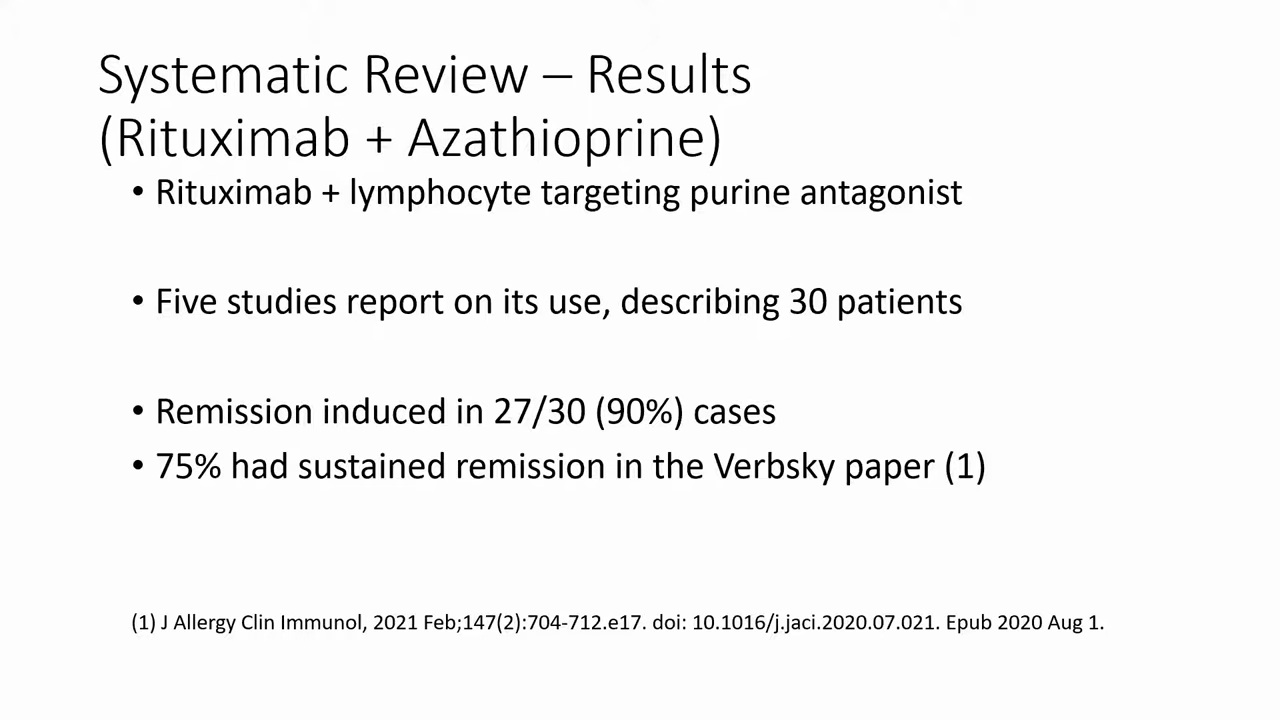 Systematic Review – Results
(Rituximab + Azathioprine)
• Rituximab + lymphocyte targeting purine antagonist
• Five studies report on its use, describing 30 patients
• Remission induced in 27/30 (90%) cases
• 75% had sustained remission in the Verbsky paper (1)
(1) J Allergy Clin Immunol, 2021 Feb;147(2):704-712.e17. doi: 10.1016/j.jaci.2020.07.021. Epub 2020 Aug 1.